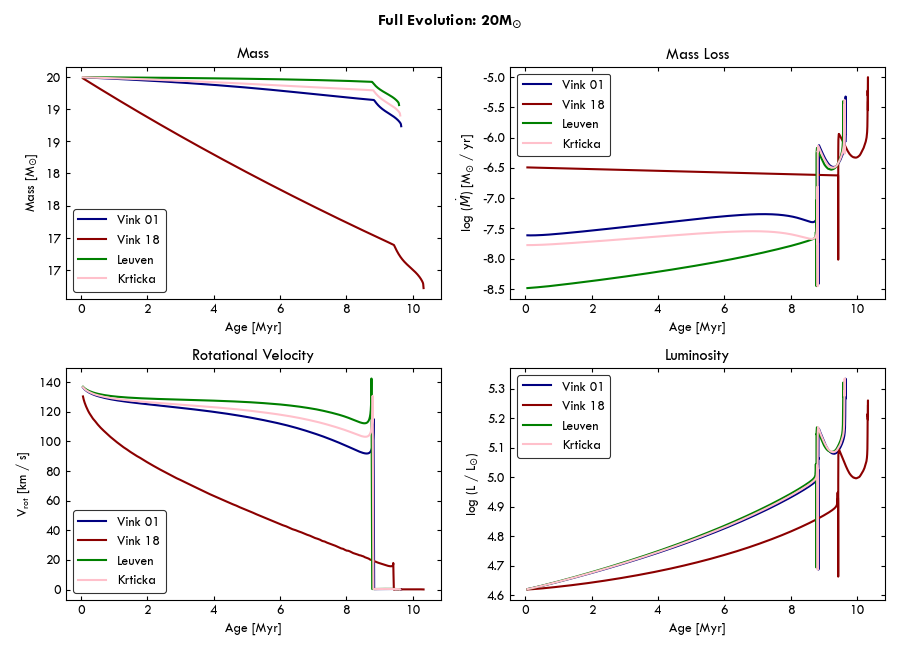 Full Evolution: 20M☉
Mass
Mass [M☉]
20
19
19
18
18
17
17
0 2 4 6 8 10
Age [Myr]
Vink 01
Vink 18
Leuven
Krticka
Mass Loss
log (Ṁ) [M☉ / yr]
-5.0
-5.5
-6.0
-6.5
-7.0
-7.5
-8.0
-8.5
0 2 4 6 8 10
Age [Myr]
Vink 01
Vink 18
Leuven
Krticka
Rotational Velocity
Vrot [km / s]
140
120
100
80
60
40
20
0
0 2 4 6 8 10
Age [Myr]
Vink 01
Vink 18
Leuven
Krticka
Luminosity
log (L / L☉)
5.3
5.2
5.1
5.0
4.9
4.8
4.7
4.6
0 2 4 6 8 10
Age [Myr]
Vink 01
Vink 18
Leuven
Krticka